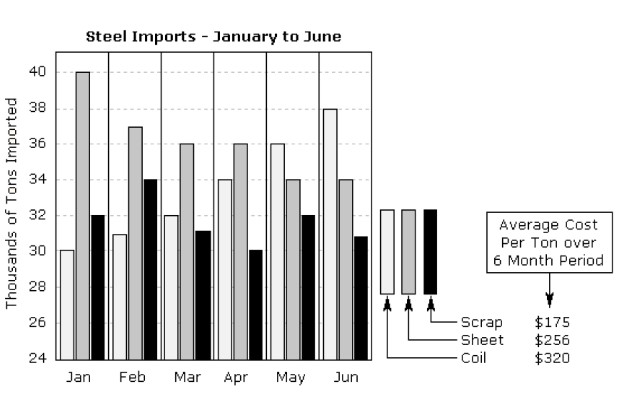 Steel Imports - January to June
Thousands of Tons Imported
40
38
36
34
32
30
28
26
24
Jan Feb Mar Apr May Jun
Average Cost
Per Ton over
6 Month Period
Scrap $175
Sheet $256
Coil $320